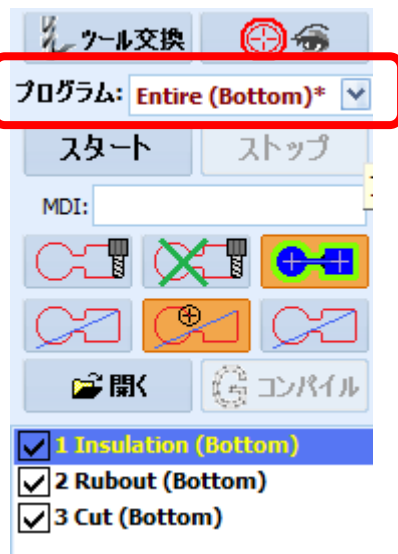 ツール交換
プログラム: Entire (Bottom)*
スタート ストップ
MDI:
開く コンパイル
1 Insulation (Bottom)
2 Rubout (Bottom)
3 Cut (Bottom)